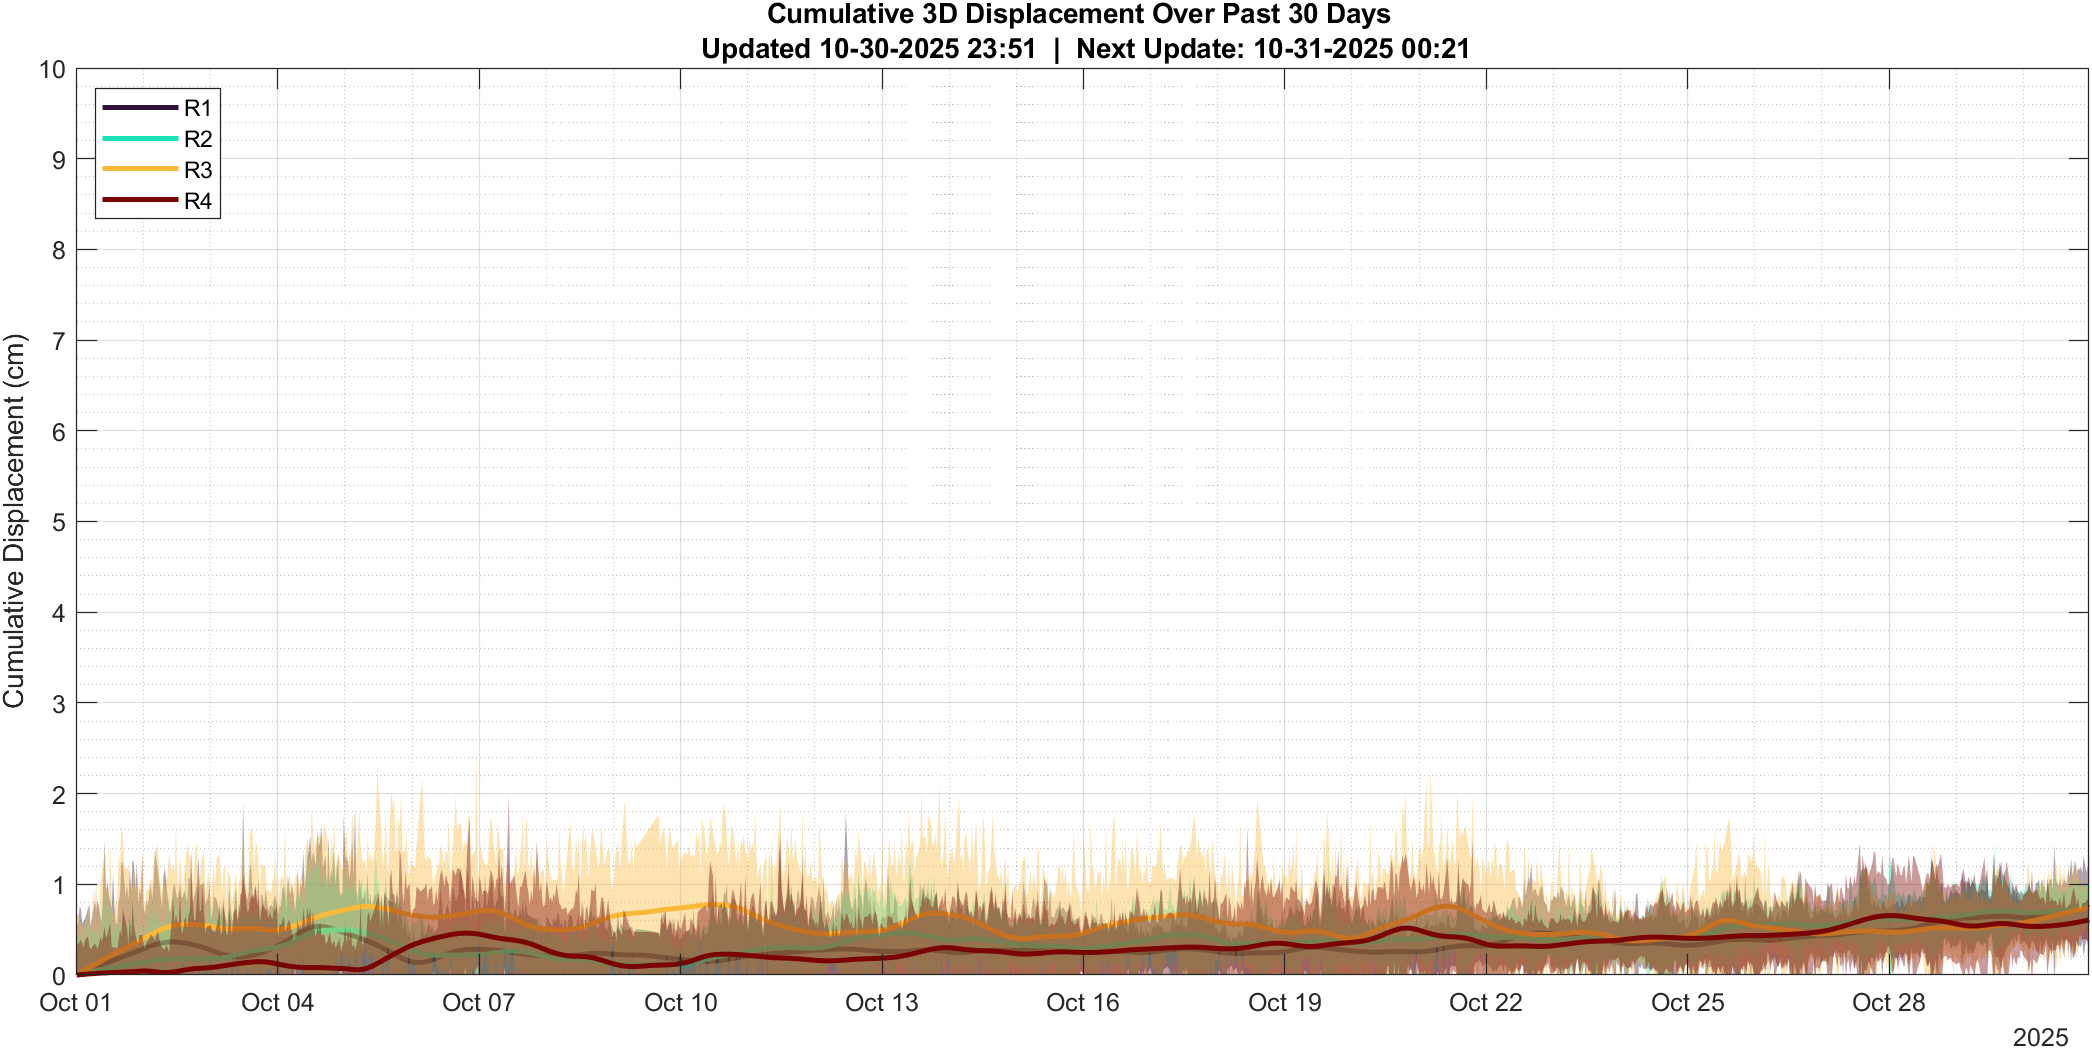 Cumulative 3D Displacement Over Past 30 Days
Updated 10-30-2025 23:51 | Next Update: 10-31-2025 00:21
Cumulative Displacement (cm)
10
9
8
7
6
5
4
3
2
1
0
R1
R2
R3
R4
Oct 01 Oct 04 Oct 07 Oct 10 Oct 13 Oct 16 Oct 19 Oct 22 Oct 25 Oct 28
2025